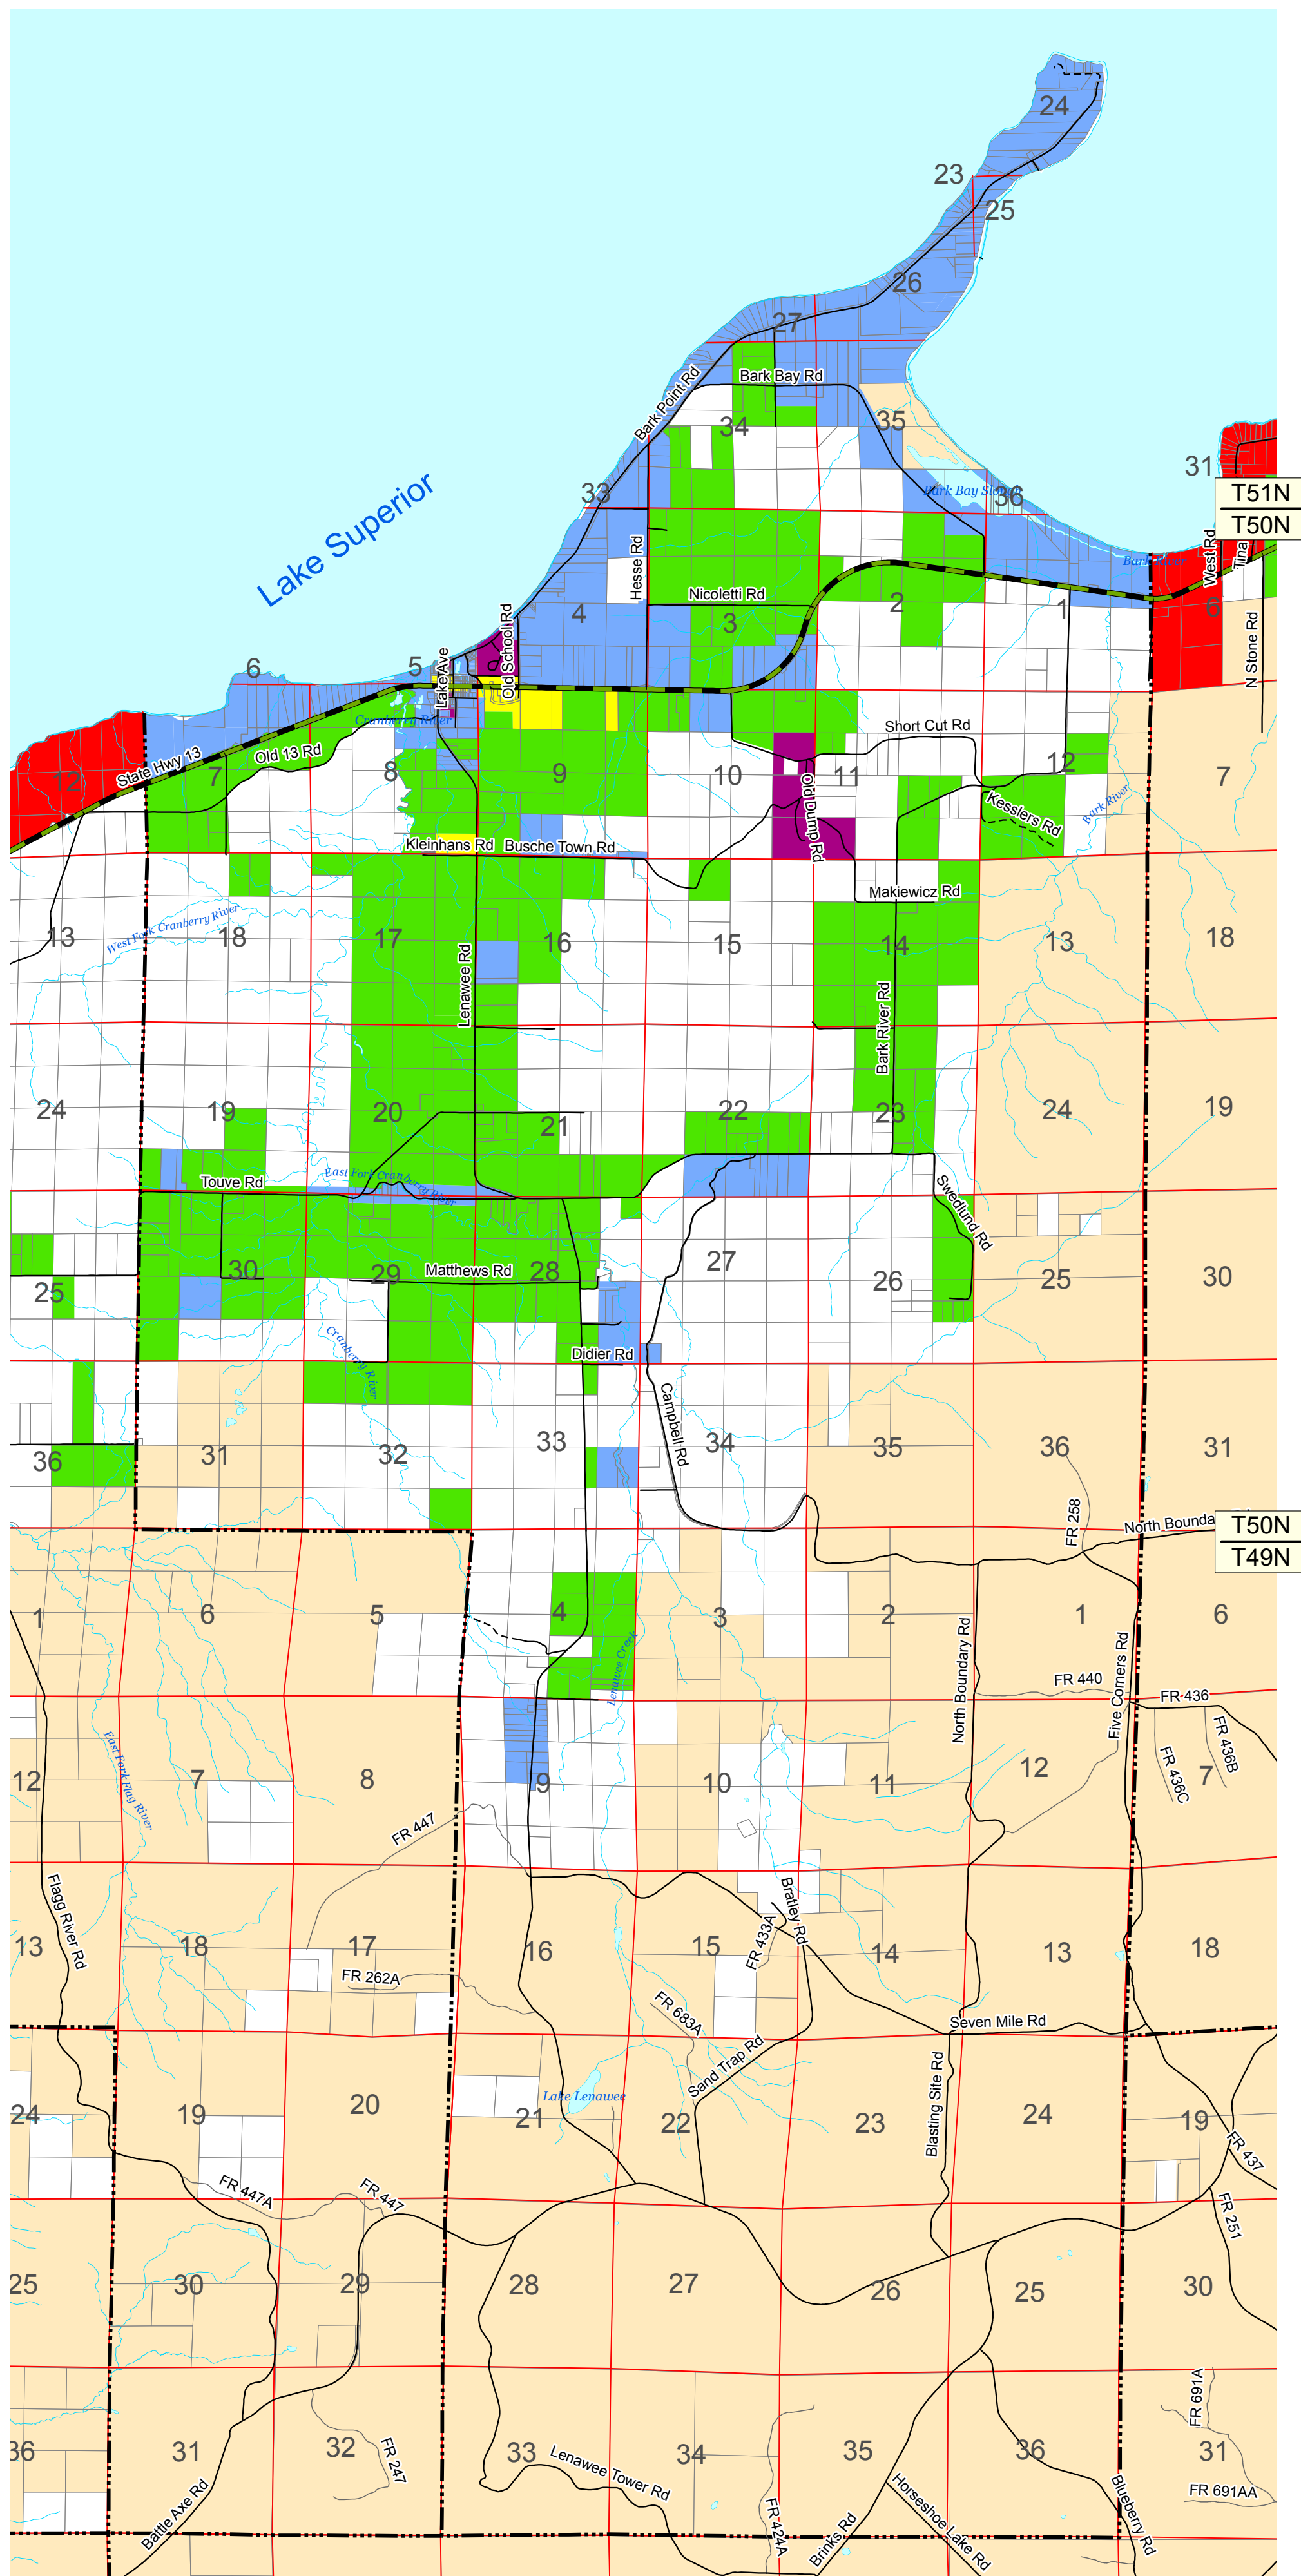 24
23
25
26
27
Bark Bay Rd
Bark Point Rd
34
35
31
33
Bark Bay Slough
36
T51N
T50N
Lake Superior
Hesse Rd
West Rd
Tina
Bark River
Nicoletti Rd
4
3
2
1
6
Old School Rd
N Stone Rd
Lake Ave
5
6
Cranberry River
Short Cut Rd
State Hwy 13
Old 13 Rd
12
7
8
9
10
11
12
7
Old Dump Rd
Kesslers Rd
Bark River
Kleinhans Rd
Busche Town Rd
Makiewicz Rd
West Fork Cranberry River
13
18
17
16
15
14
13
18
Lenawee Rd
Bark River Rd
24
19
20
21
22
23
24
19
East Fork Cranberry River
Touve Rd
Swedlund Rd
25
30
29
Matthews Rd
28
27
26
25
30
Cranberry River
Didier Rd
Campbell Rd
36
31
32
33
34
35
36
31
FR 258
North Bounda
T50N
T49N
1
6
5
4
3
2
1
6
Lenawee Creek
North Boundary Rd
Five Corners Rd
FR 440
FR 436
East Fork Flag River
FR 436B
FR 436C
12
7
8
9
10
11
12
7
FR 447
Flagg River Rd
Bratley Rd
13
18
17
16
15
FR 433A
14
13
18
FR 262A
FR 683A
Seven Mile Rd
Sand Trap Rd
Lake Lenawee
Blasting Site Rd
24
19
20
21
22
23
24
19
FR 437
FR 447A
FR 447
FR 251
25
30
29
28
27
26
25
30
FR 691A
36
31
32
33
34
35
36
31
FR 247
Lenawee Tower Rd
FR 691AA
Battle Axe Rd
FR 424A
Brinks Rd
Horseshoe Lake Rd
Blueberry Rd